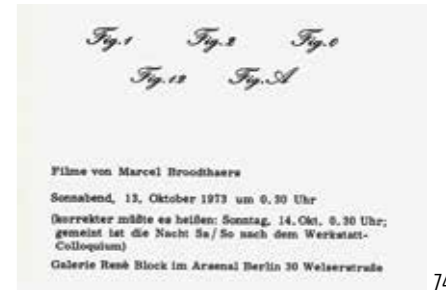 Fig.1 Fig.2 Fig.0
Fig.12 Fig.A
Filme von Marcel Broodthaers
Sonnabend, 13. Oktober 1973 um 0.30 Uhr
(korrekter müßte es heißen: Sonntag, 14. Okt. 0.30 Uhr;
gemeint ist die Nacht Sa/So nach dem Werkstatt-
Colloquium)
Galerie René Block im Arsenal Berlin 30 Welserstraße
74